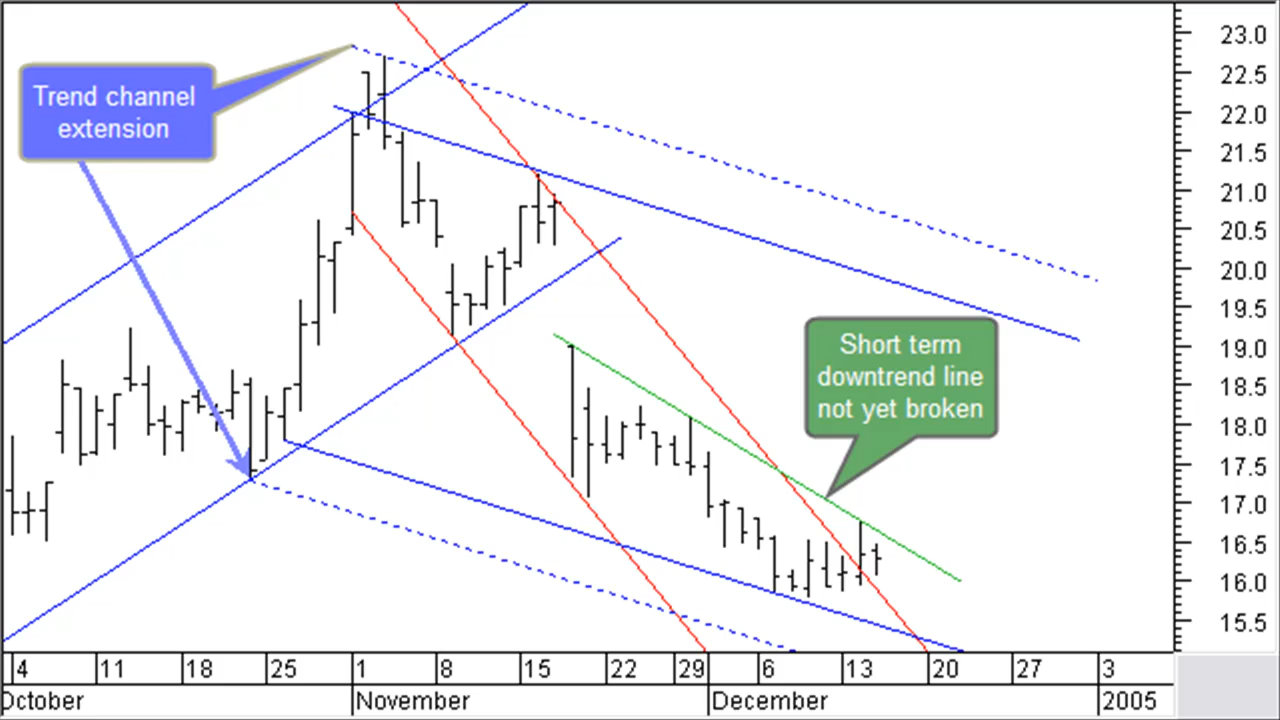 Trend channel
extension
Short term
downtrend line
not yet broken
23.0
22.5
22.0
21.5
21.0
20.5
20.0
19.5
19.0
18.5
18.0
17.5
17.0
16.5
16.0
15.5
4 11 18 25 1 8 15 22 29 6 13 20 27 3
October November December 2005